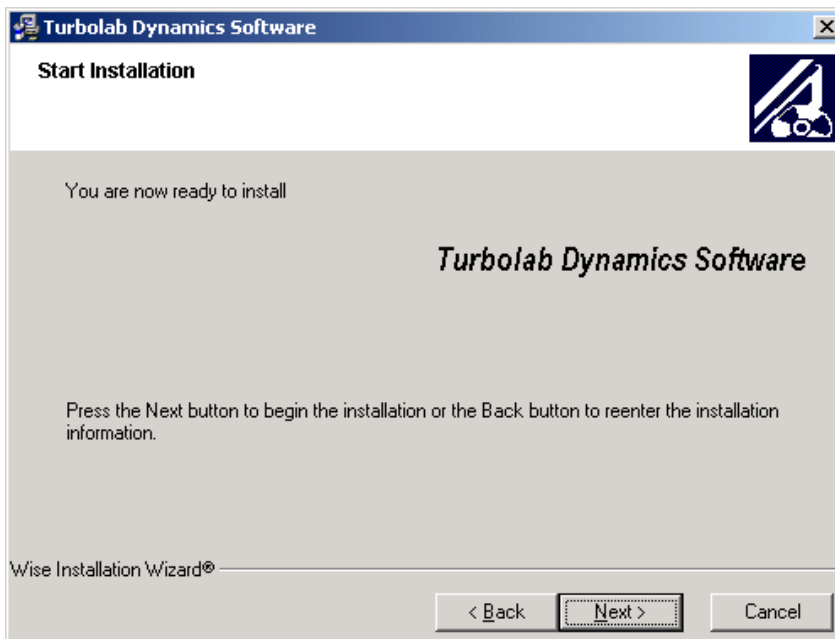 Turbolab Dynamics Software
Start Installation
You are now ready to install
Turbolab Dynamics Software
Press the Next button to begin the installation or the Back button to reenter the installation
information.
Wise Installation Wizard®
< Back
Next >
Cancel